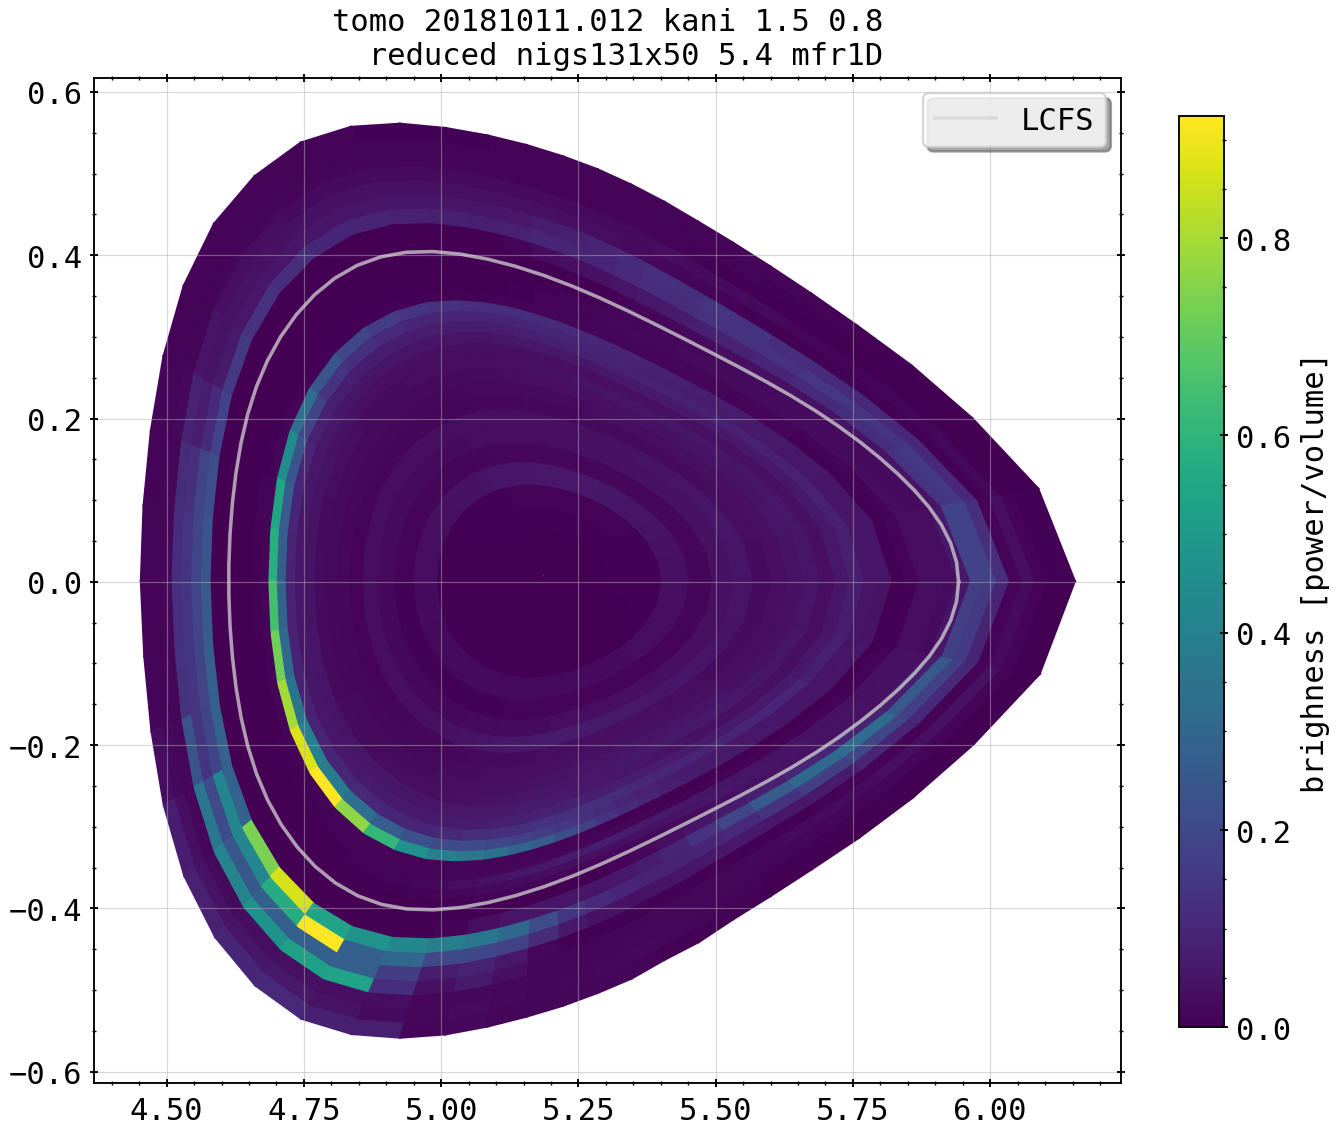 tomo 20181011.012 kani 1.5 0.8
reduced nigs131x50 5.4 mfr1D
LCFS
0.6
0.4
0.2
0.0
−0.2
−0.4
−0.6
4.50 4.75 5.00 5.25 5.50 5.75 6.00
0.8
0.6
0.4
0.2
0.0
brighness [power/volume]